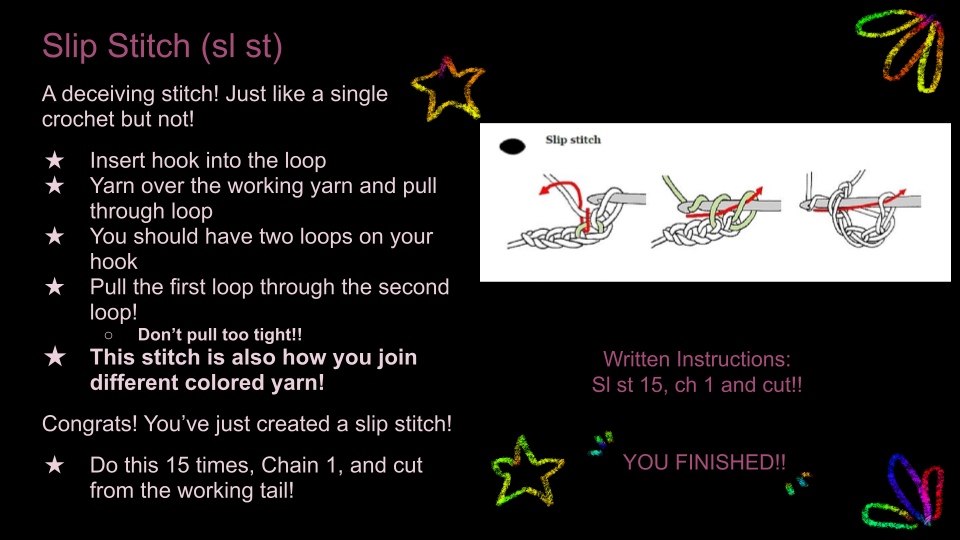 Slip Stitch (sl st)
A deceiving stitch! Just like a single
crochet but not!
★ Insert hook into the loop
★ Yarn over the working yarn and pull
through loop
★ You should have two loops on your
hook
★ Pull the first loop through the second
loop!
○ Don’t pull too tight!!
★ This stitch is also how you join
different colored yarn!
Congrats! You’ve just created a slip stitch!
★ Do this 15 times, Chain 1, and cut
from the working tail!
Slip stitch
Written Instructions:
Sl st 15, ch 1 and cut!!
YOU FINISHED!!